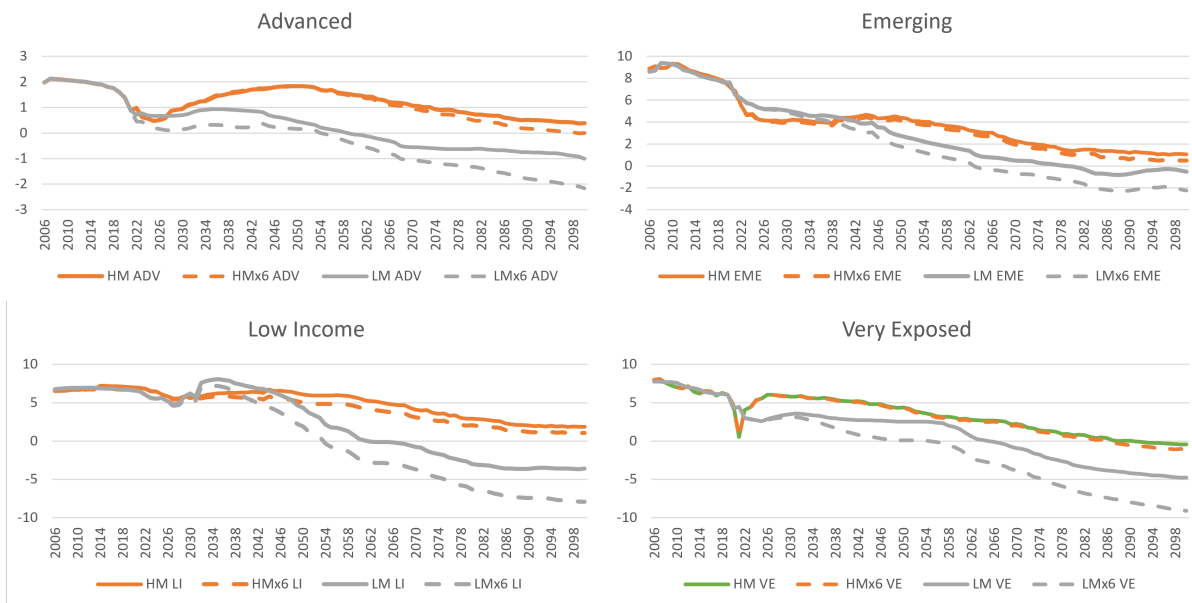 Advanced
3
2
1
0
-1
-2
-3
2006 2010 2014 2018 2022 2026 2030 2034 2038 2042 2046 2050 2054 2058 2062 2066 2070 2074 2078 2082 2086 2090 2094 2098
HM ADV HMx6 ADV LM ADV LMx6 ADV
Emerging
10
8
6
4
2
0
-2
-4
2006 2010 2014 2018 2022 2026 2030 2034 2038 2042 2046 2050 2054 2058 2062 2066 2070 2074 2078 2082 2086 2090 2094 2098
HM EME HMx6 EME LM EME LMx6 EME
Low Income
10
5
0
-5
-10
2006 2010 2014 2018 2022 2026 2030 2034 2038 2042 2046 2050 2054 2058 2062 2066 2070 2074 2078 2082 2086 2090 2094 2098
HM LI HMx6 LI LM LI LMx6 LI
Very Exposed
10
5
0
-5
-10
2006 2010 2014 2018 2022 2026 2030 2034 2038 2042 2046 2050 2054 2058 2062 2066 2070 2074 2078 2082 2086 2090 2094 2098
HM VE HMx6 VE LM VE LMx6 VE